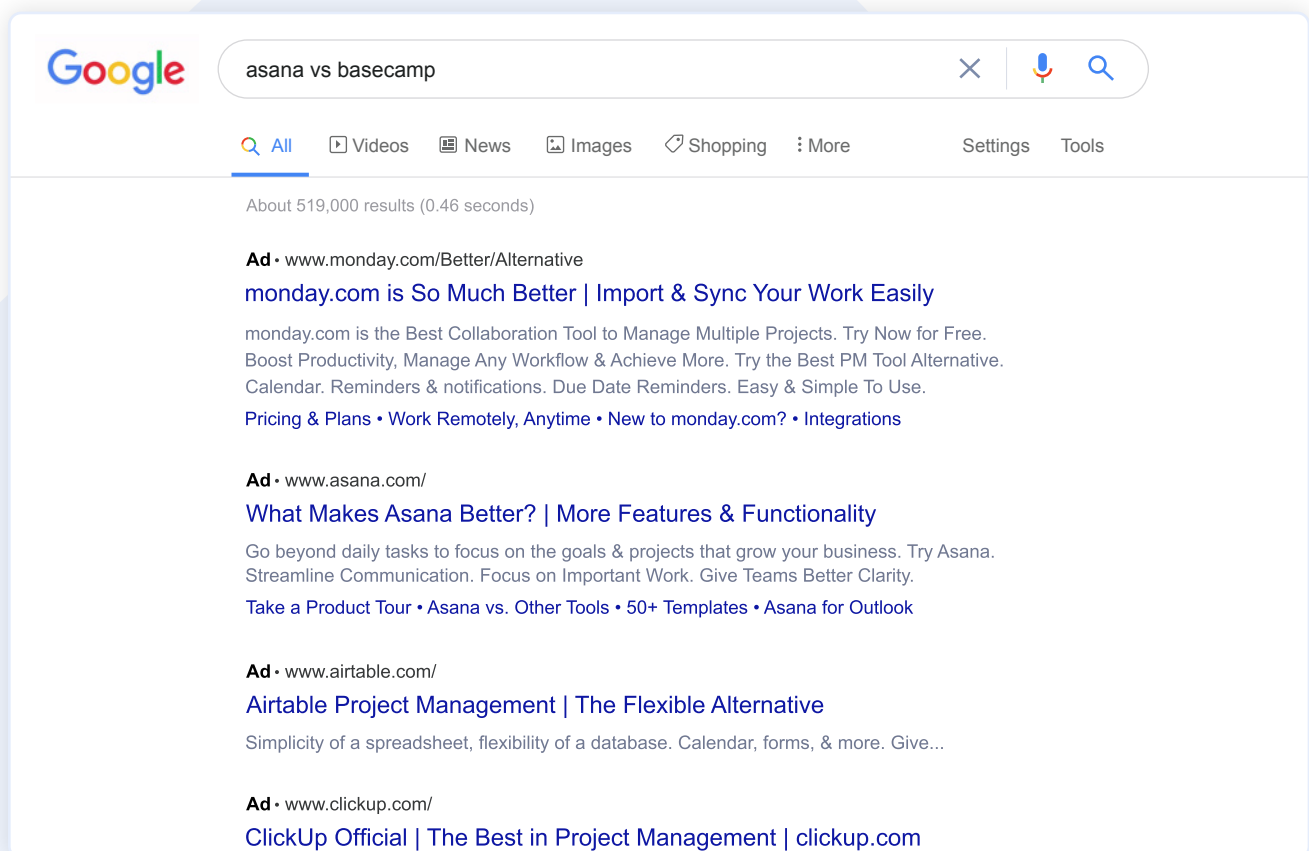 Google
asana vs basecamp
All Videos News Images Shopping More Settings Tools
About 519,000 results (0.46 seconds)
Ad • www.monday.com/Better/Alternative
monday.com is So Much Better | Import & Sync Your Work Easily
monday.com is the Best Collaboration Tool to Manage Multiple Projects. Try Now for Free.
Boost Productivity, Manage Any Workflow & Achieve More. Try the Best PM Tool Alternative.
Calendar. Reminders & notifications. Due Date Reminders. Easy & Simple To Use.
Pricing & Plans • Work Remotely, Anytime • New to monday.com? • Integrations
Ad • www.asana.com/
What Makes Asana Better? | More Features & Functionality
Go beyond daily tasks to focus on the goals & projects that grow your business. Try Asana.
Streamline Communication. Focus on Important Work. Give Teams Better Clarity.
Take a Product Tour • Asana vs. Other Tools • 50+ Templates • Asana for Outlook
Ad • www.airtable.com/
Airtable Project Management | The Flexible Alternative
Simplicity of a spreadsheet, flexibility of a database. Calendar, forms, & more. Give...
Ad • www.clickup.com/
ClickUp Official | The Best in Project Management | clickup.com